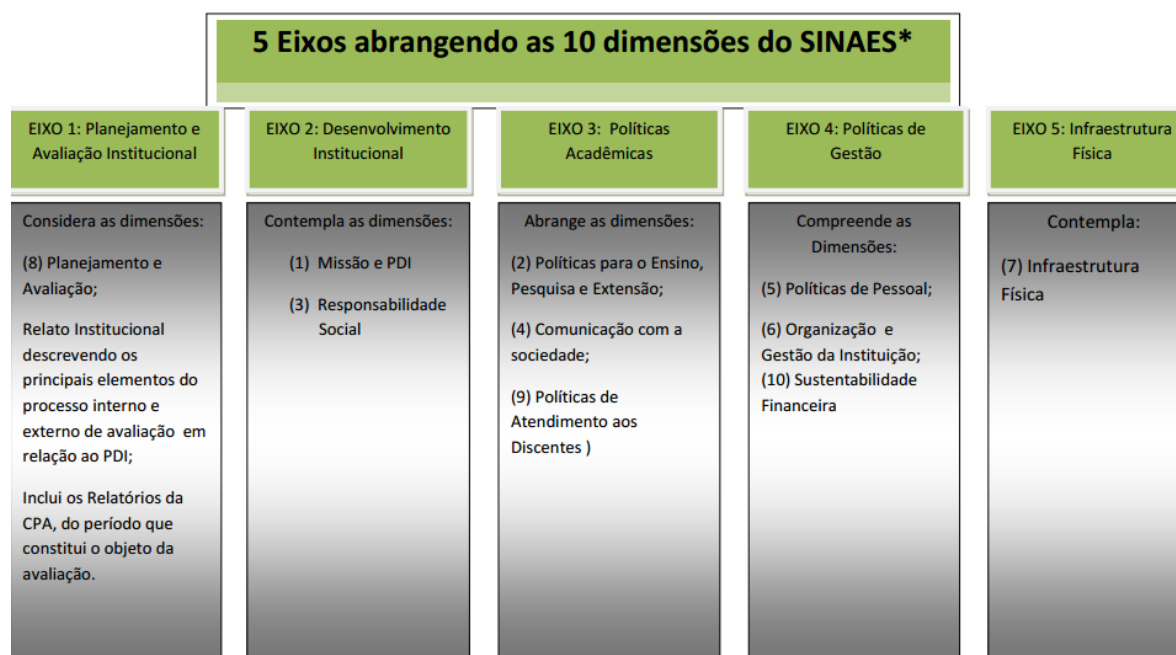 5 Eixos abrangendo as 10 dimensões do SINAES*
EIXO 1: Planejamento e
Avaliação Institucional
Considera as dimensões:
(8) Planejamento e
Avaliação;
Relato Institucional
descrevendo os
principais elementos do
processo interno e
externo de avaliação em
relação ao PDI;
Inclui os Relatórios da
CPA, do período que
constitui o objeto da
avaliação.
EIXO 2: Desenvolvimento
Institucional
Contempla as dimensões:
(1) Missão e PDI
(3) Responsabilidade
Social
EIXO 3: Políticas
Acadêmicas
Abrange as dimensões:
(2) Políticas para o Ensino,
Pesquisa e Extensão;
(4) Comunicação com a
sociedade;
(9) Políticas de
Atendimento aos
Discentes )
EIXO 4: Políticas de
Gestão
Compreende as
Dimensões:
(5) Políticas de Pessoal;
(6) Organização e
Gestão da Instituição;
(10) Sustentabilidade
Financeira
EIXO 5: Infraestrutura
Física
Contempla:
(7) Infraestrutura
Física